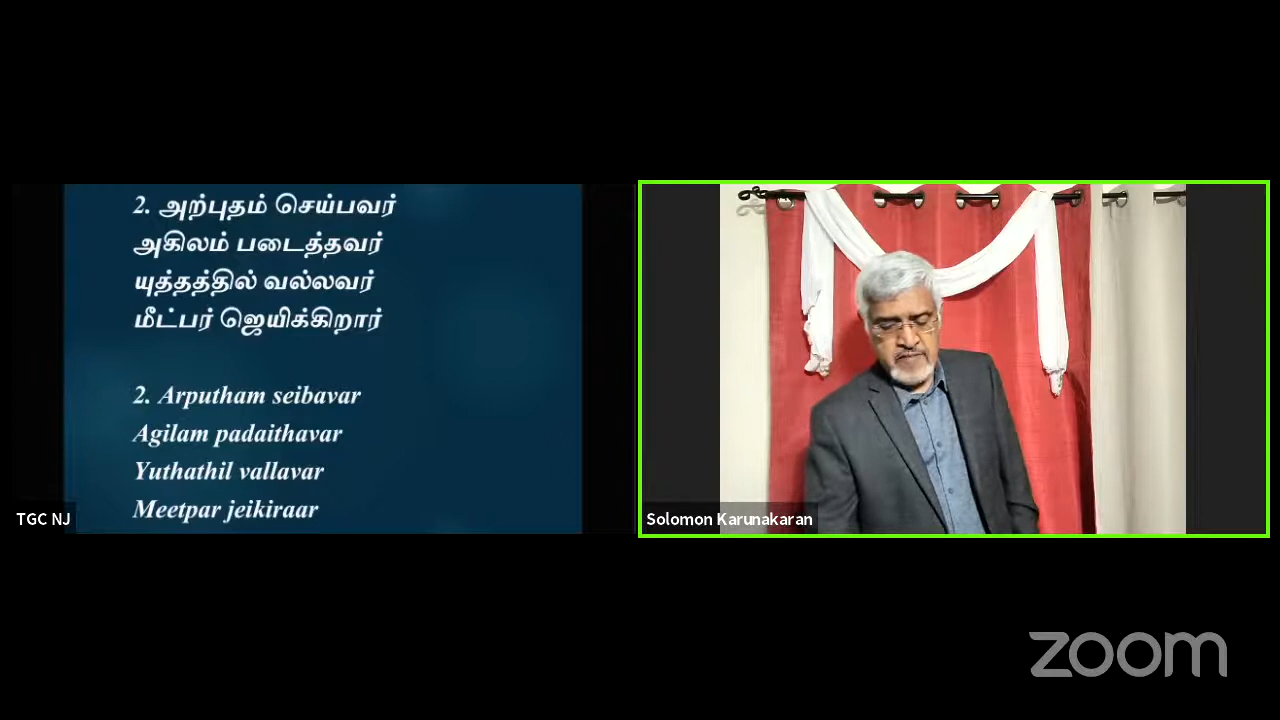 2. அற்புதம் செய்பவர்
அகிலம் படைத்தவர்
யுத்தத்தில் வல்லவர்
மீட்பர் ஜெயிக்கிறார்
2. Arputham seibavar
Agilam padaithavar
Yuthathil vallavar
Meetpar jeikiraar
TGC NJ
Solomon Karunakaran
zoom